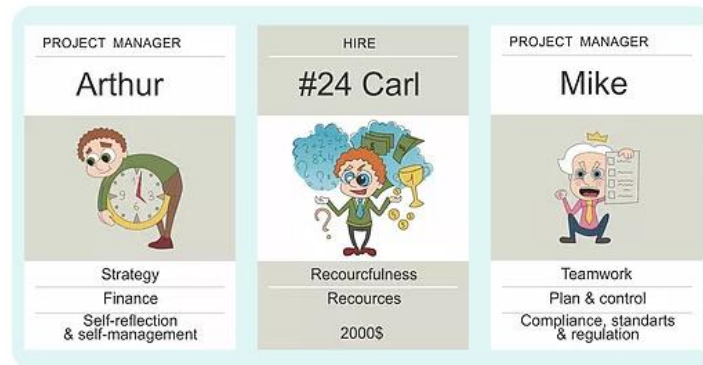 PROJECT MANAGER
Arthur
Strategy
Finance
Self-reflection
& self-management
HIRE
#24 Carl
Recourcfulness
Recources
2000$
PROJECT MANAGER
Mike
Teamwork
Plan & control
Compliance, standarts
& regulation